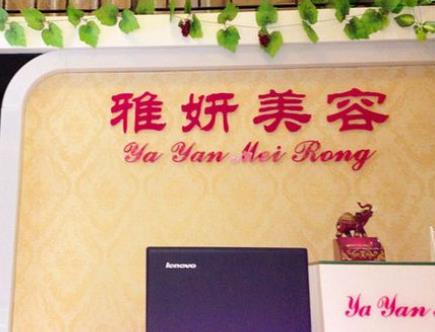 雅妍美容
Ya Yan Mei Rong
lenovo
Ya Yan